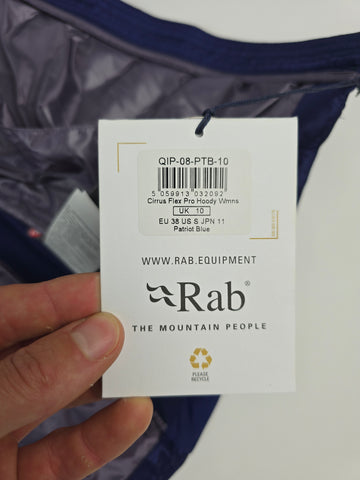 QIP-08-PTB-10
5 059913 032092
Cirrus Flex Pro Hoody Wmns
UK 10
EU 38 US S JPN 11
Patriot Blue
WWW.RAB.EQUIPMENT
Rab®
THE MOUNTAIN PEOPLE
PLEASE
RECYCLE